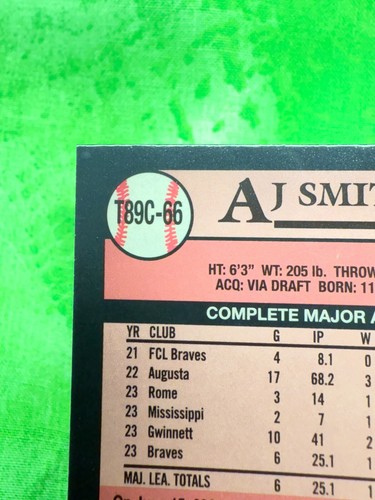 T89C-66
AJ SMIT
HT: 6'3" WT: 205 lb. THROW
ACQ: VIA DRAFT BORN: 11
COMPLETE MAJOR
YR CLUB G IP W
21 FCL Braves 4 8.1 0
22 Augusta 17 68.2 3
23 Rome 3 14 1
23 Mississippi 2 7 1
23 Gwinnett 10 41 2
23 Braves 6 25.1
MAJ. LEA. TOTALS 6 25.1